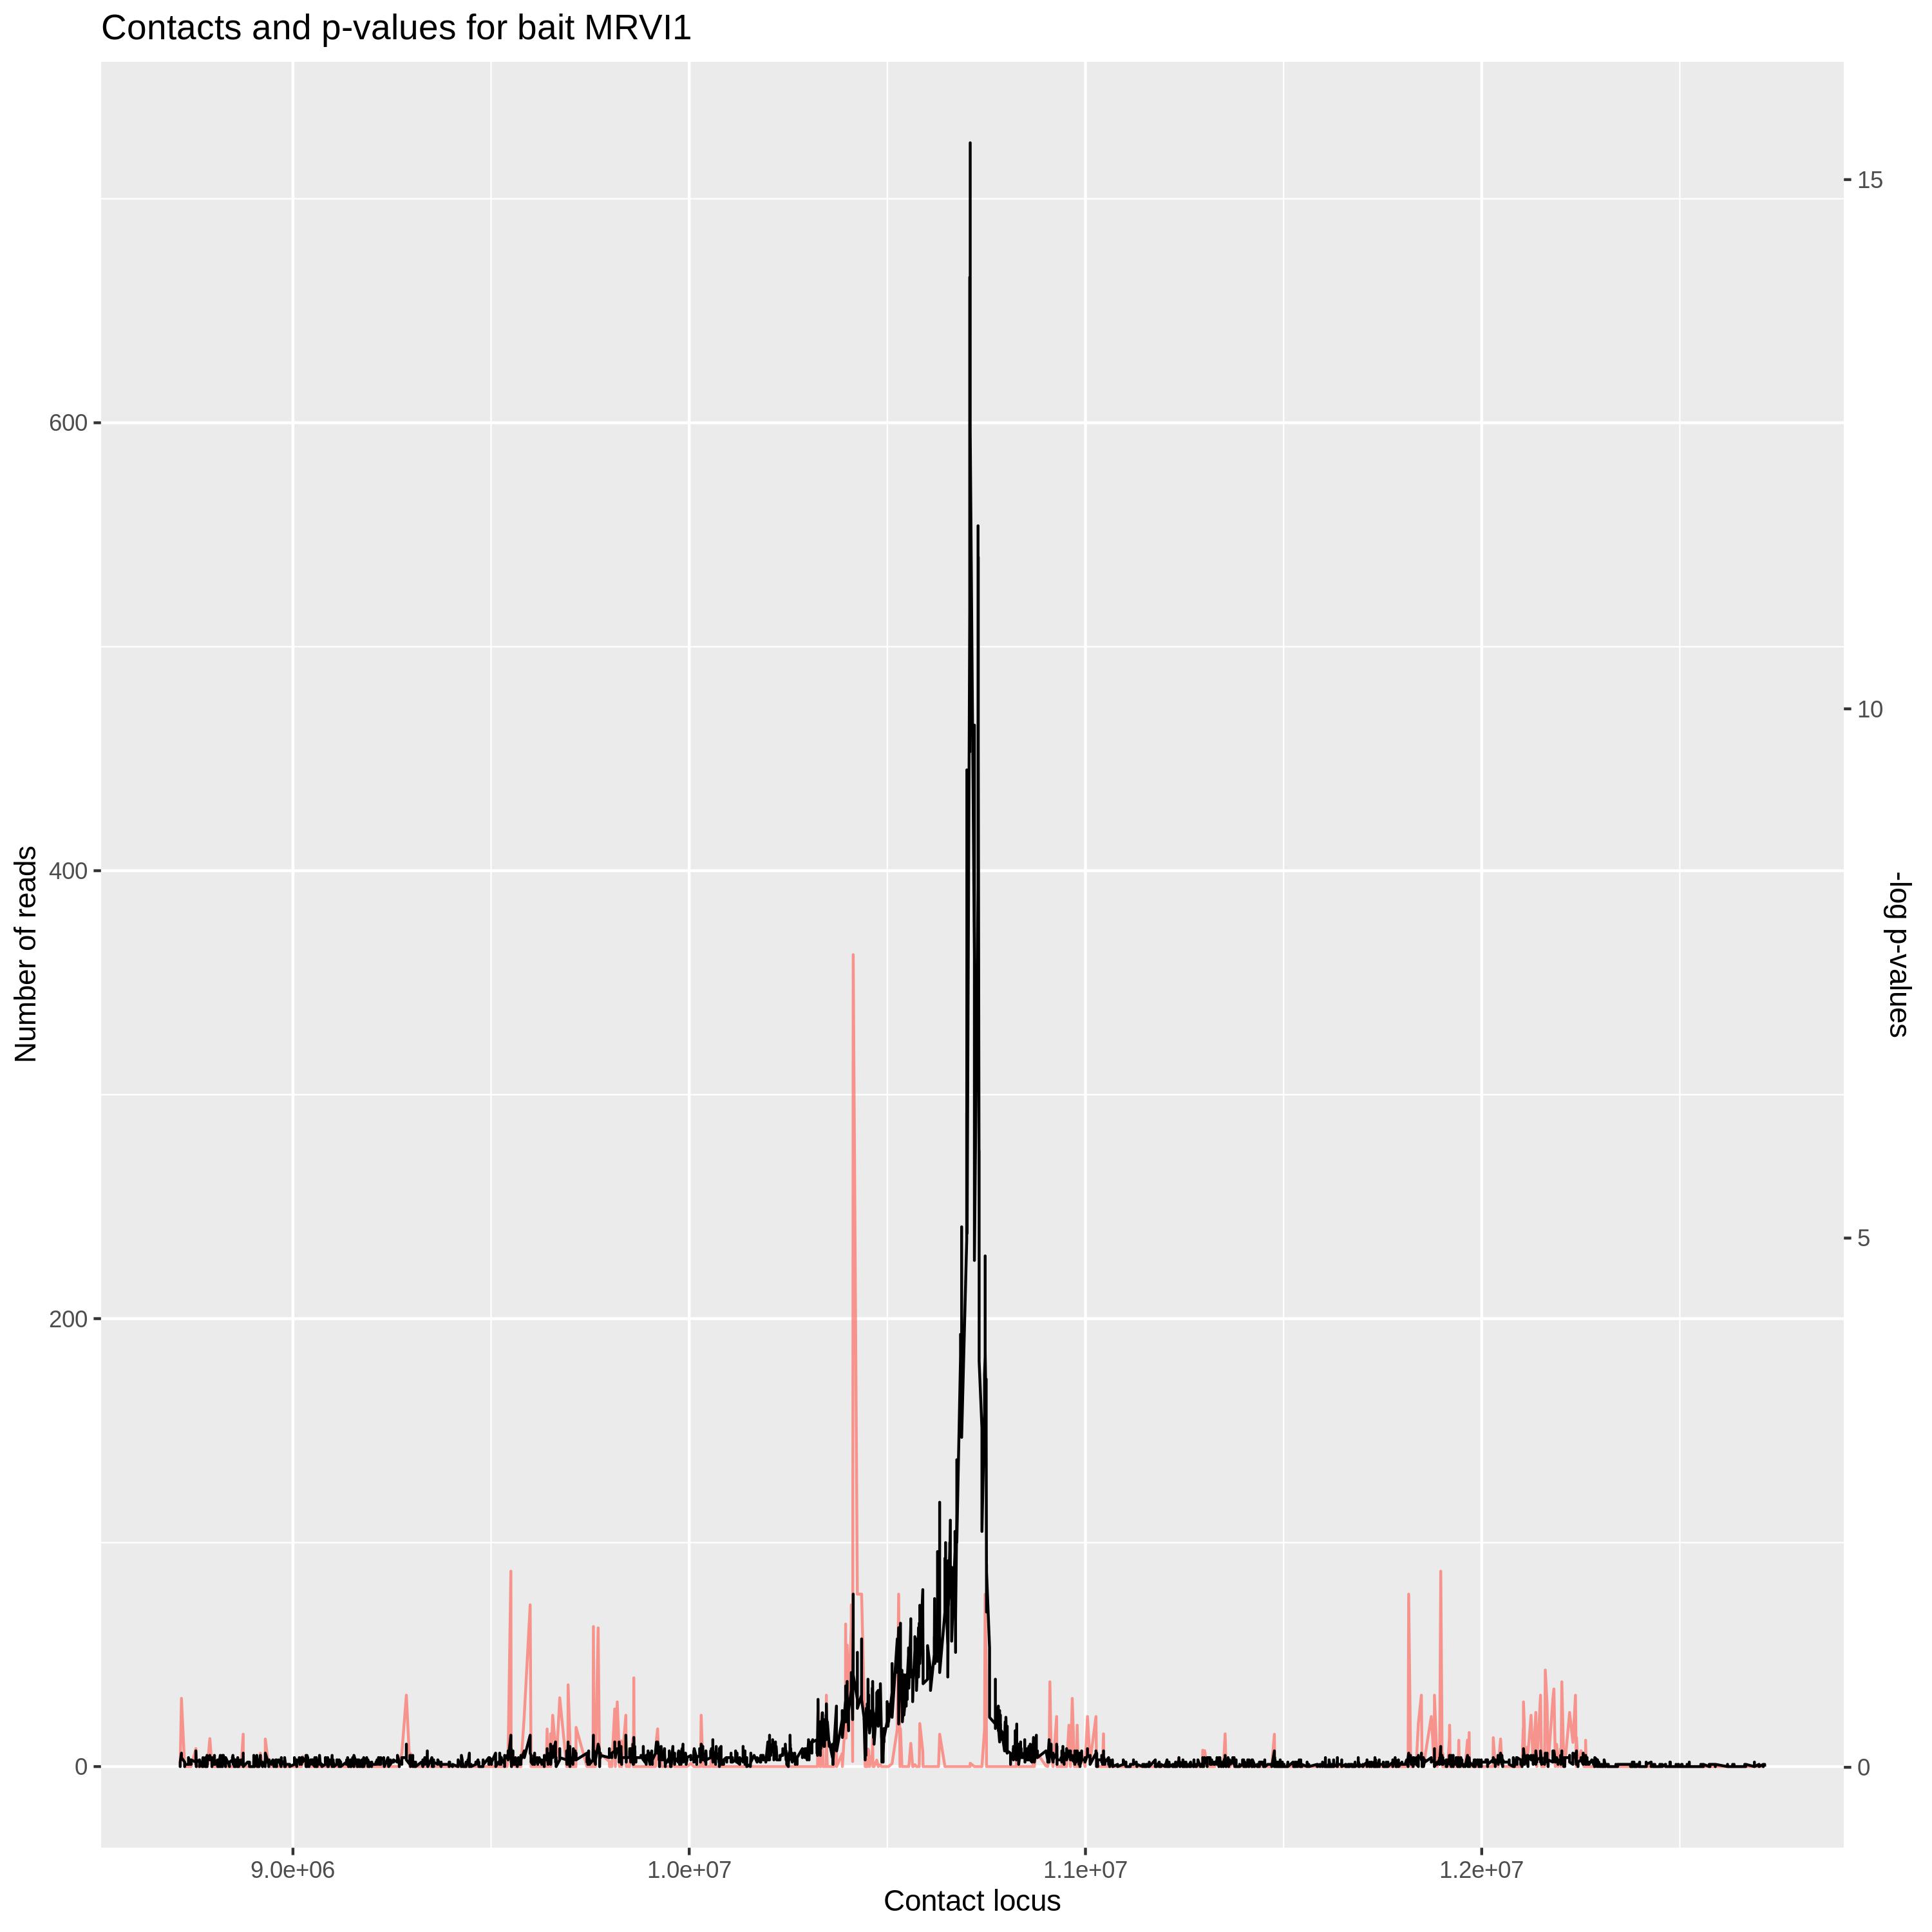 Contacts and p-values for bait MRVI1
Number of reads
600
400
200
0
15
10
5
0
-log p-values
9.0e+06
1.0e+07
1.1e+07
1.2e+07
Contact locus